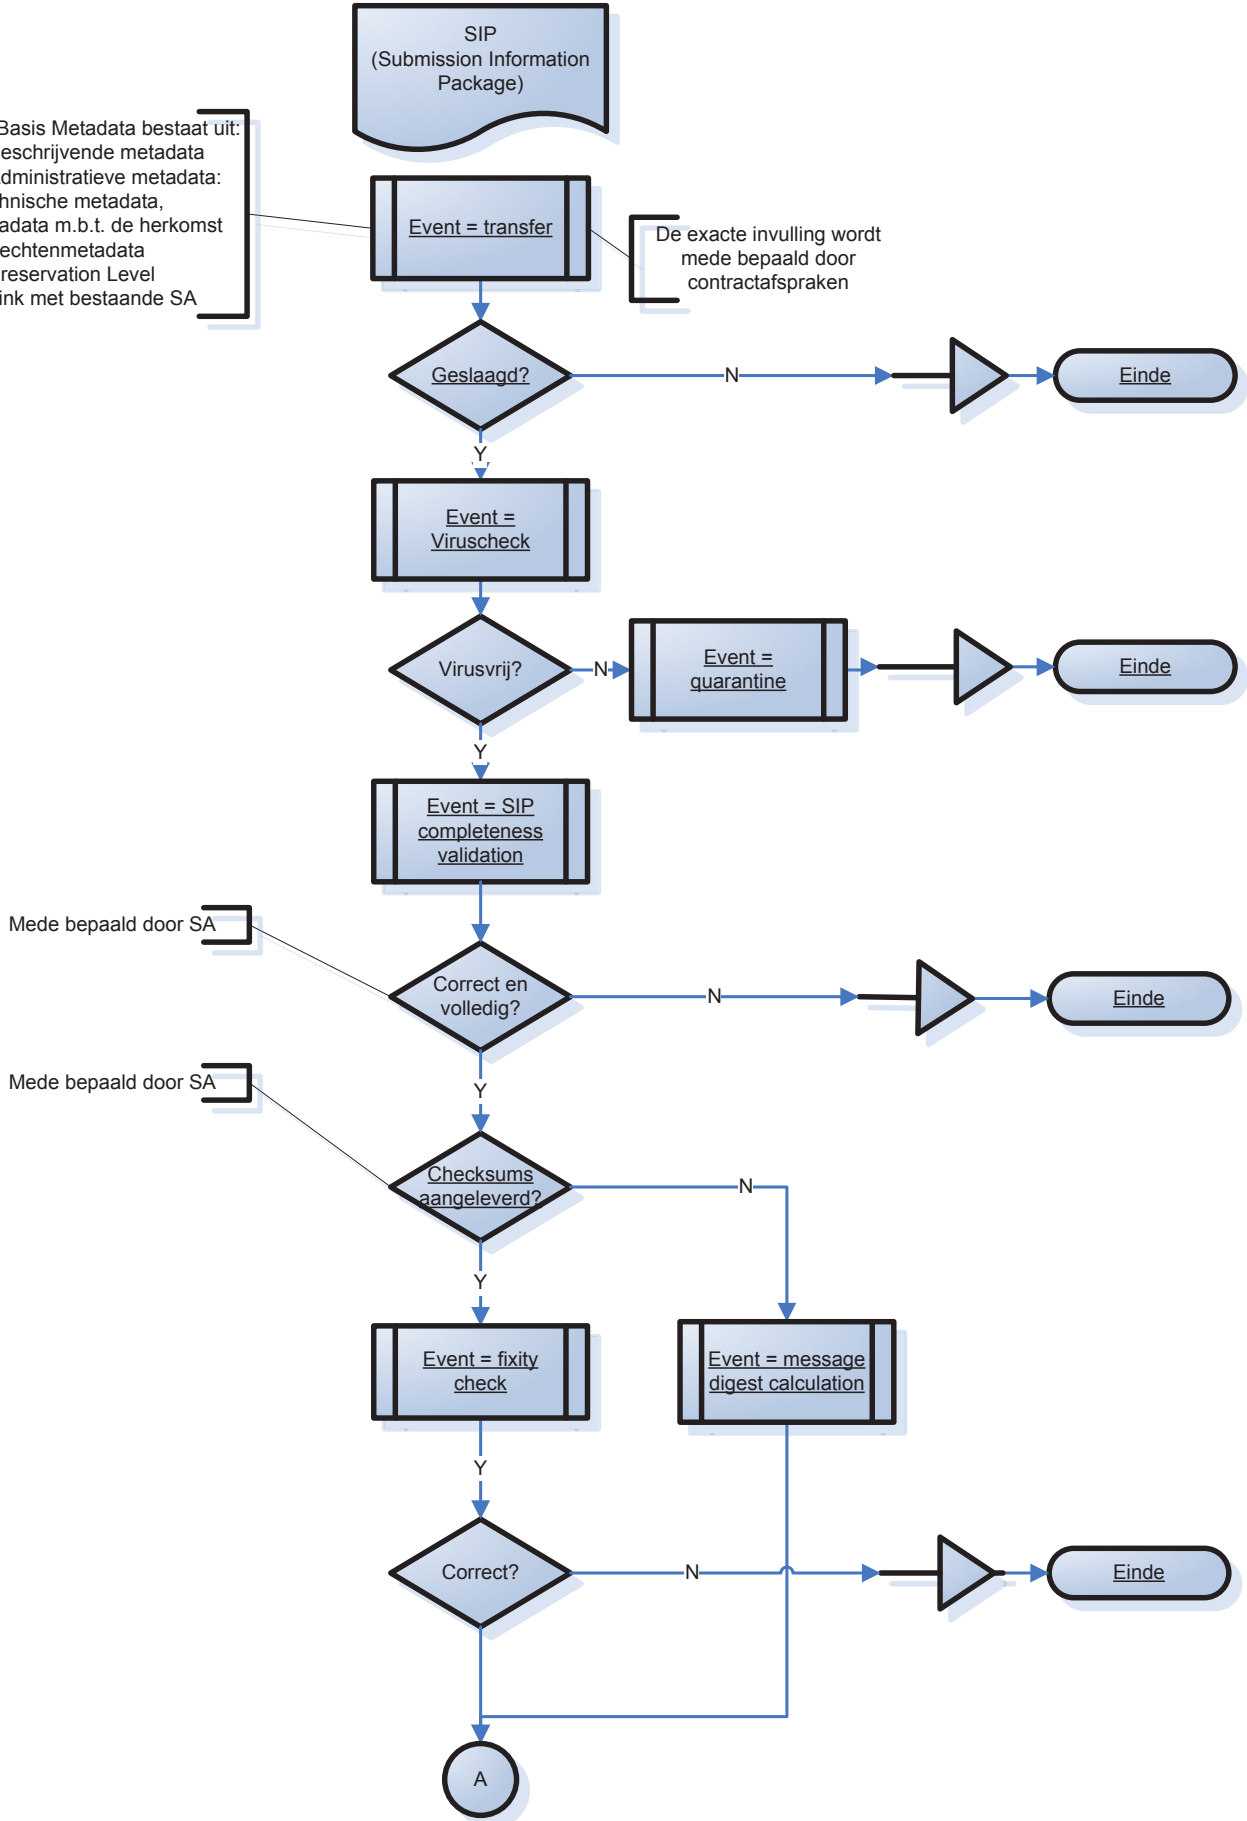 SIP
(Submission Information
Package)
Basis Metadata bestaat uit:
eschrijvende metadata
dministratieve metadata:
hnische metadata,
adata m.b.t. de herkomst
echtenmetadata
reservation Level
ink met bestaande SA
Event = transfer
De exacte invulling wordt
mede bepaald door
contractafspraken
Geslaagd?
N
Einde
Y
Event =
Viruscheck
Virusvrij?
N
Event =
quarantine
Einde
Y
Event = SIP
completeness
validation
Mede bepaald door SA
Correct en
volledig?
N
Einde
Y
Mede bepaald door SA
Checksums
aangeleverd?
N
Y
Event = fixity
check
Event = message
digest calculation
Y
Correct?
N
Einde
A